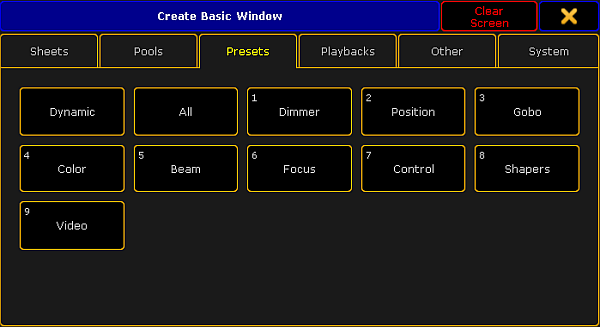 Create Basic Window
Clear
Screen
Sheets Pools Presets Playbacks Other System
Dynamic All 1 Dimmer 2 Position 3 Gobo
4 Color 5 Beam 6 Focus 7 Control 8 Shapers
9 Video